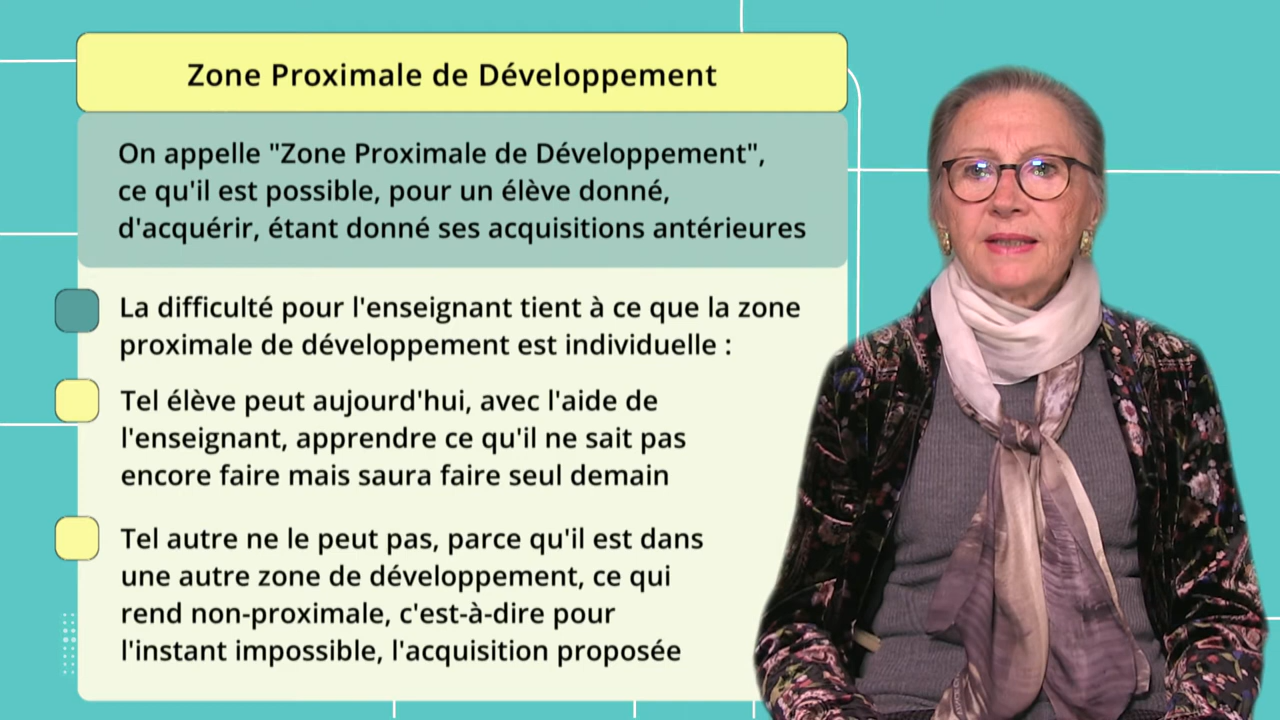 Zone Proximale de Développement
On appelle "Zone Proximale de Développement",
ce qu'il est possible, pour un élève donné,
d'acquérir, étant donné ses acquisitions antérieures
La difficulté pour l'enseignant tient à ce que la zone
proximale de développement est individuelle :
Tel élève peut aujourd'hui, avec l'aide de
l'enseignant, apprendre ce qu'il ne sait pas
encore faire mais saura faire seul demain
Tel autre ne le peut pas, parce qu'il est dans
une autre zone de développement, ce qui
rend non-proximale, c'est-à-dire pour
l'instant impossible, l'acquisition proposée